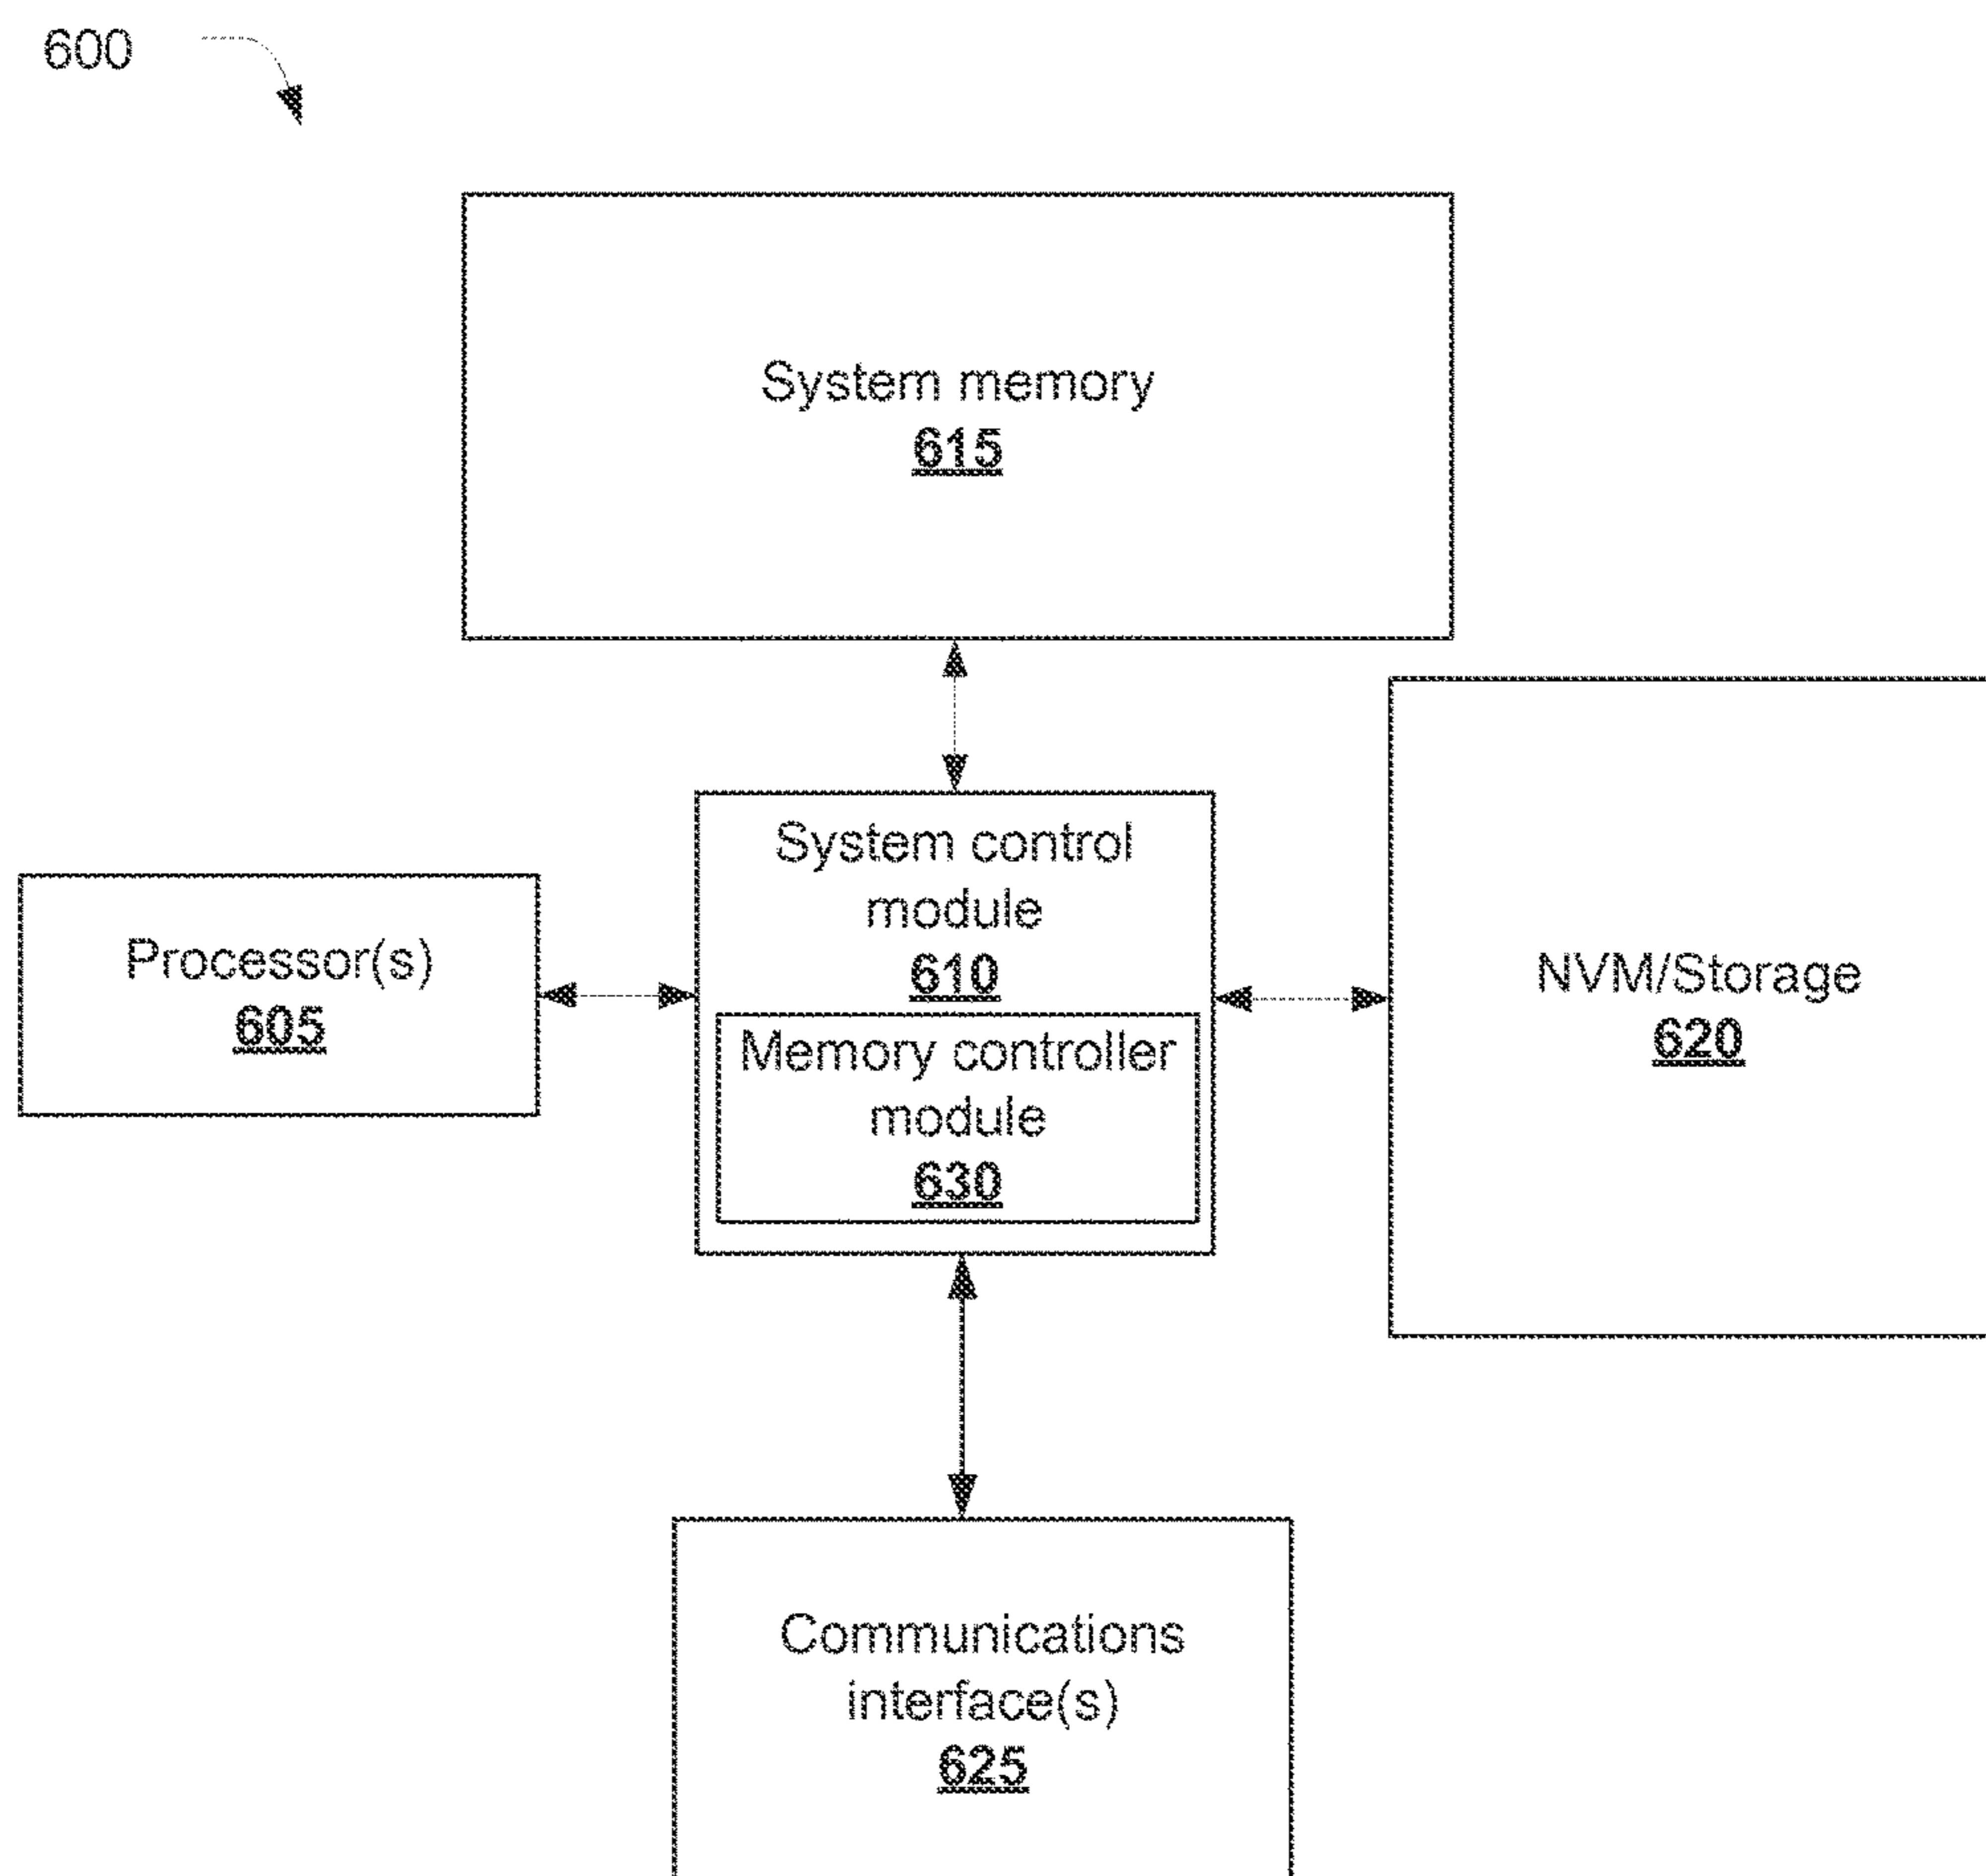 600
System memory
615
System control
module
610
Processor(s)
605
Memory controller
module
630
NVM/Storage
620
Communications
interface(s)
625